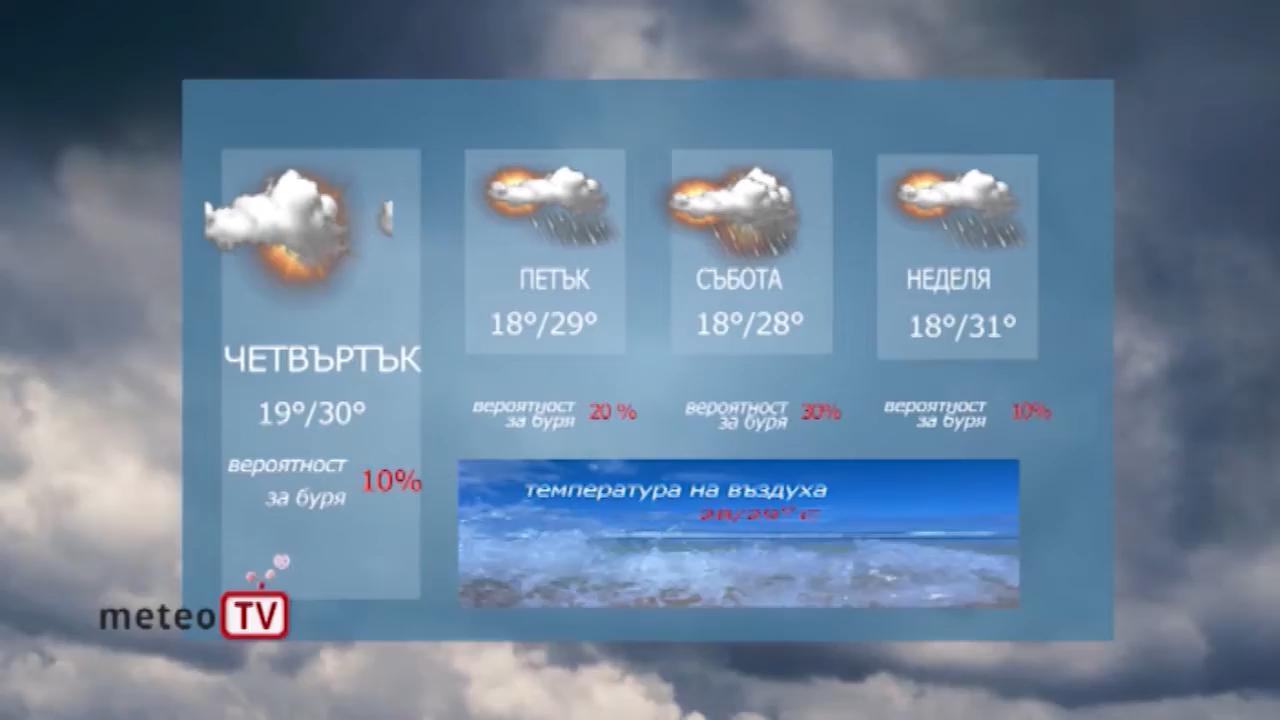 ЧЕТВЪРТЪК
19°/30°
вероятност
за буря
10%
ПЕТЪК
18°/29°
вероятност
за буря
20 %
СЪБОТА
18°/28°
вероятност
за буря
30%
НЕДЕЛЯ
18°/31°
вероятност
за буря
10%
температура на въздуха
meteo TV